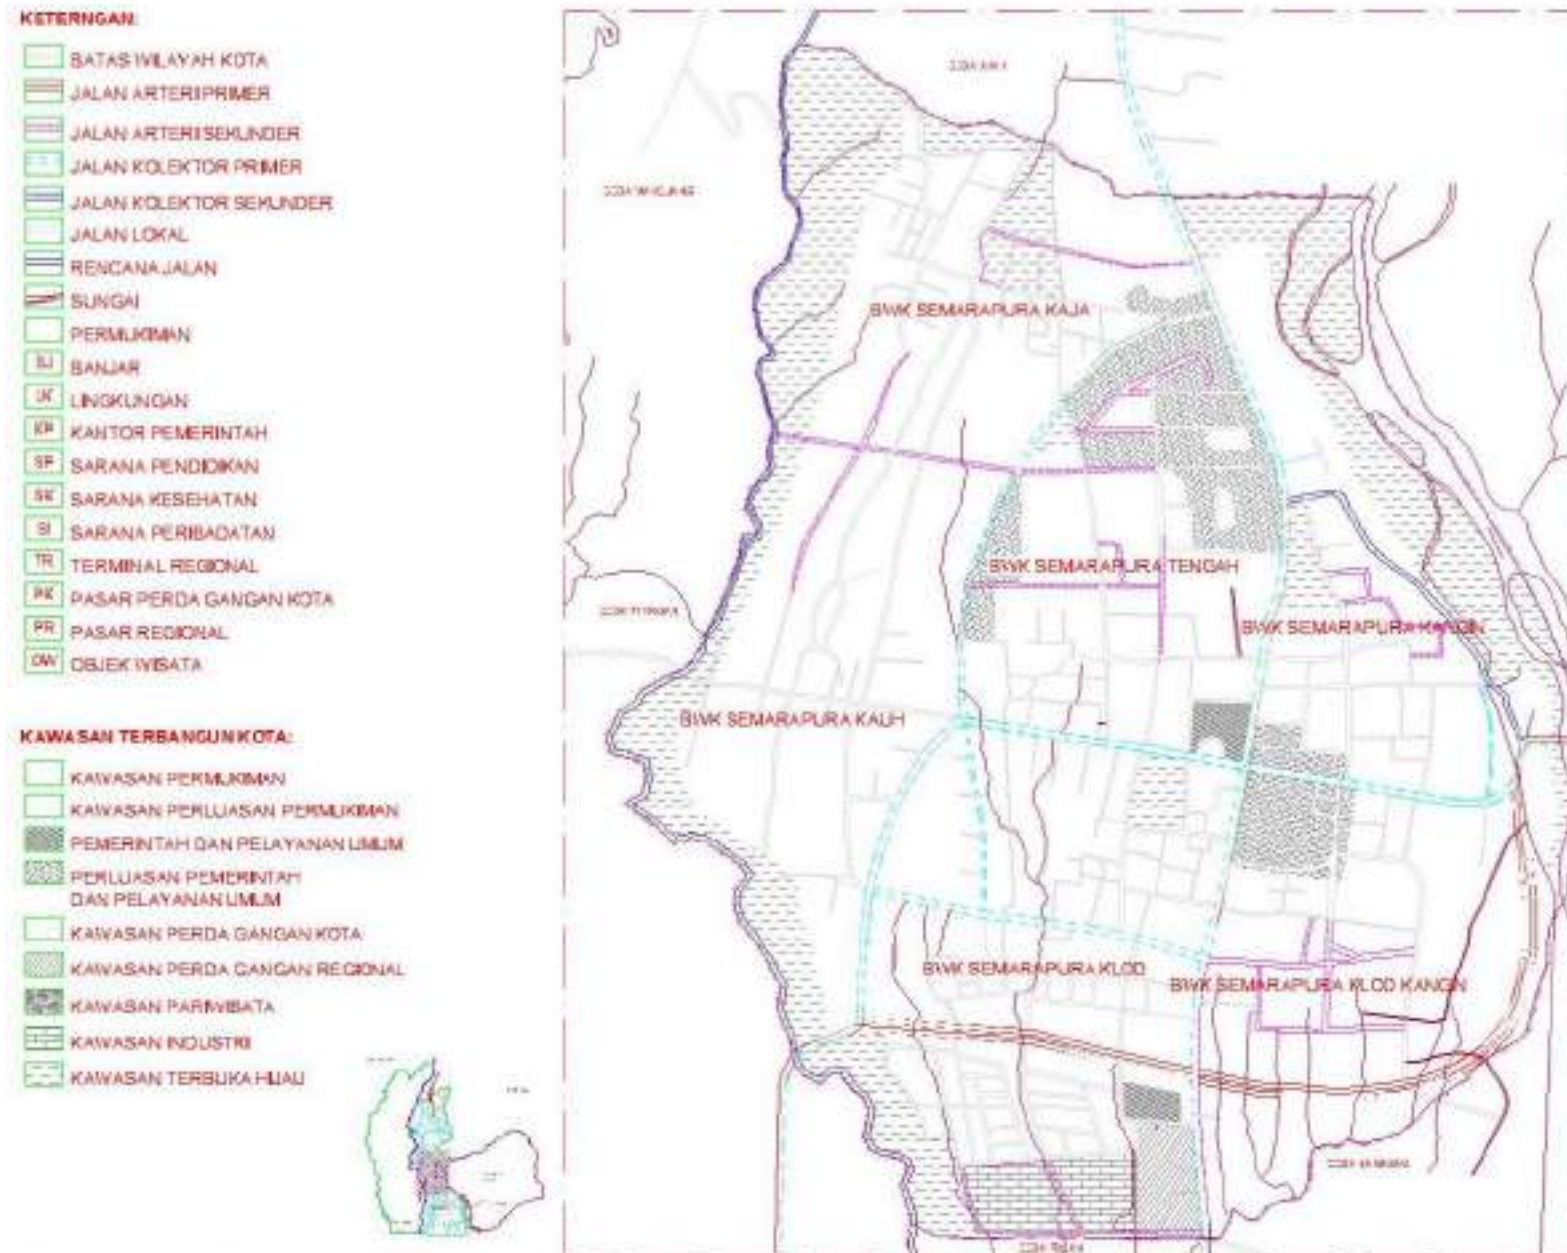 KETERNGAN:
BATAS WILAYAH KOTA
JALAN ARTERI PRIMER
JALAN ARTERI SEKUNDER
JALAN KOLEKTOR PRIMER
JALAN KOLEKTOR SEKUNDER
JALAN LOKAL
RENCANA JALAN
SUNGAI
PERMUKIMAN
BJ BANJAR
LK LINGKUNGAN
KP KANTOR PEMERINTAH
SP SARANA PENDIDIKAN
SK SARANA KESEHATAN
SI SARANA PERIBADATAN
TR TERMINAL REGIONAL
PK PASAR PERDAGANGAN KOTA
PR PASAR REGIONAL
OW OBJEK WISATA
KAWASAN TERBANGUN KOTA:
KAWASAN PERMUKIMAN
KAWASAN PERLUASAN PERMUKIMAN
PEMERINTAH DAN PELAYANAN UMUM
PERLUASAN PEMERINTAH
DAN PELAYANAN UMUM
KAWASAN PERDAGANGAN KOTA
KAWASAN PERDAGANGAN REGIONAL
KAWASAN PARIWISATA
KAWASAN INDUSTRI
KAWASAN TERBUKA HIJAU
BWK SEMARAPURA KAJA
BWK SEMARAPURA TENGAH
BWK SEMARAPURA KANGIN
BWK SEMARAPURA KAUH
BWK SEMARAPURA KLOD
BWK SEMARAPURA KLOD KANGIN